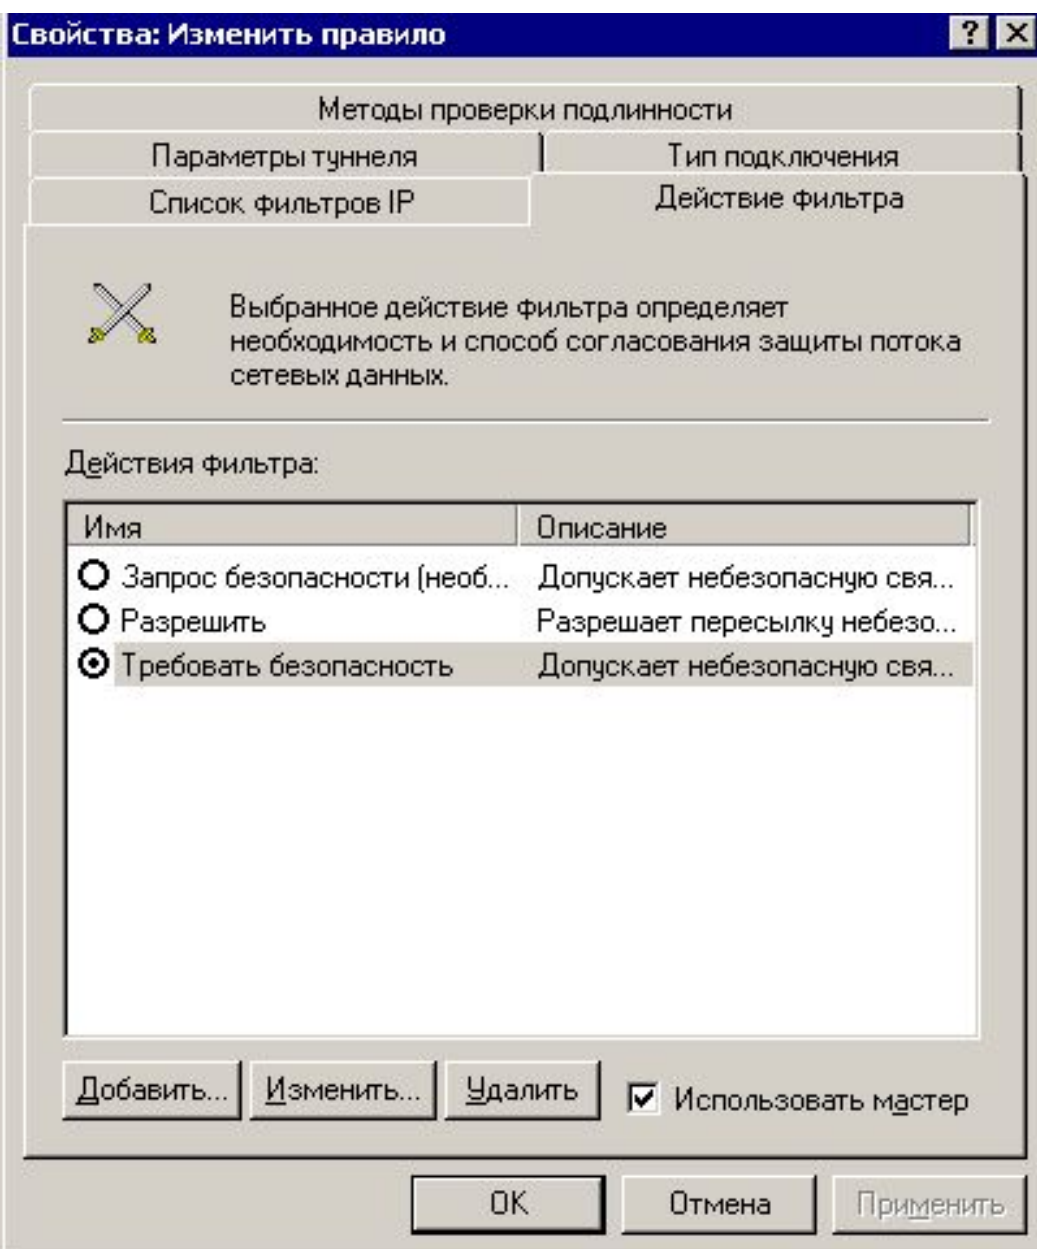 Свойства: Изменить правило
Методы проверки подлинности
Параметры туннеля Тип подключения
Список фильтров IP Действие фильтра
Выбранное действие фильтра определяет
необходимость и способ согласования защиты потока
сетевых данных.
Действия фильтра:
Имя Описание
Запрос безопасности (необ... Допускает небезопасную свя...
Разрешить Разрешает пересылку небезо...
Требовать безопасность Допускает небезопасную свя...
Добавить... Изменить... Удалить Использовать мастер
OK Отмена Применить